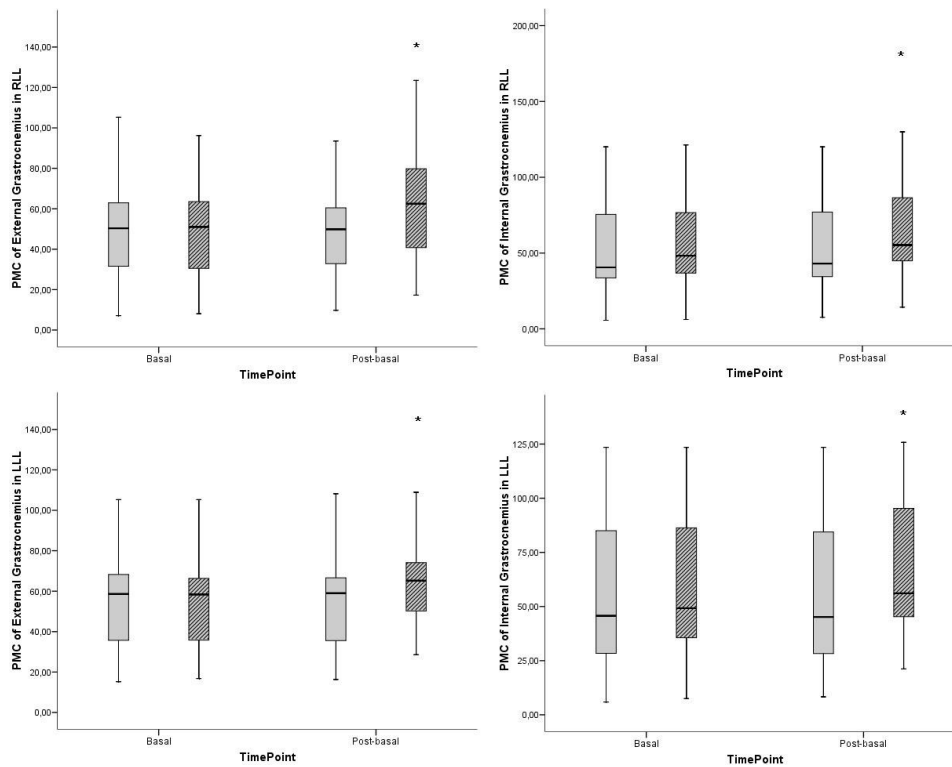 PMC of External Grastrocnemius in RLL
140,00
120,00
100,00
80,00
60,00
40,00
20,00
0,00
*
Basal
Post-basal
TimePoint
PMC of Internal Grastrocnemius in RLL
200,00
150,00
100,00
50,00
0,00
*
Basal
Post-basal
TimePoint
PMC of External Grastrocnemius in LLL
140,00
120,00
100,00
80,00
60,00
40,00
20,00
0,00
*
Basal
Post-basal
TimePoint
PMC of Internal Grastrocnemius in LLL
125,00
100,00
75,00
50,00
25,00
0,00
*
Basal
Post-basal
TimePoint